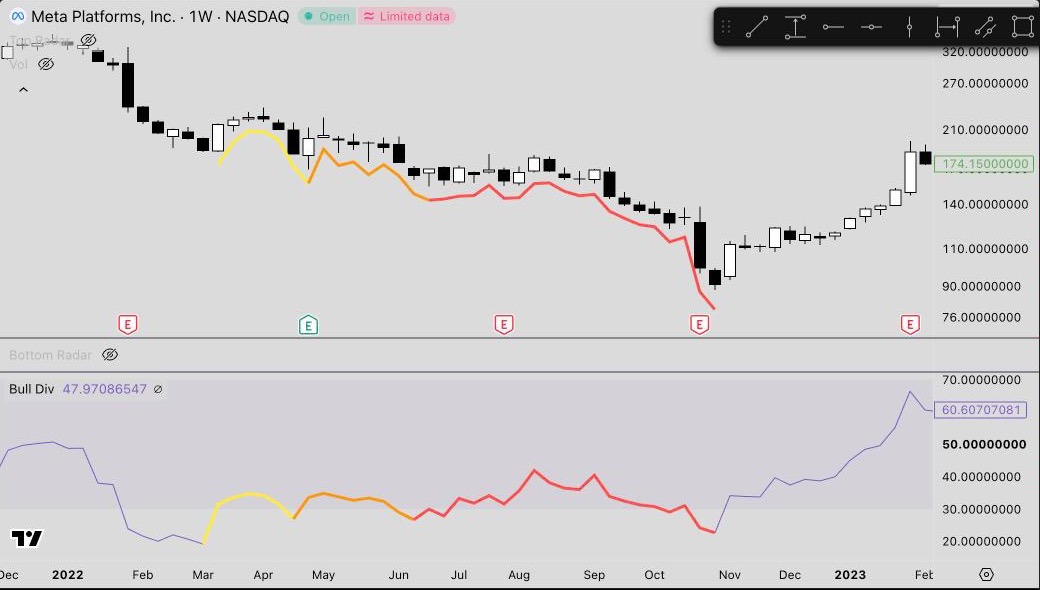 Meta Platforms, Inc. · 1W · NASDAQ Open ≈ Limited data
Top Radar
Vol
320.00000000
270.00000000
210.00000000
174.15000000
140.00000000
110.00000000
90.00000000
76.00000000
E E E E E
Bottom Radar
Bull Div 47.97086547 ∅
70.00000000
60.60707081
50.00000000
40.00000000
30.00000000
20.00000000
Dec 2022 Feb Mar Apr May Jun Jul Aug Sep Oct Nov Dec 2023 Feb